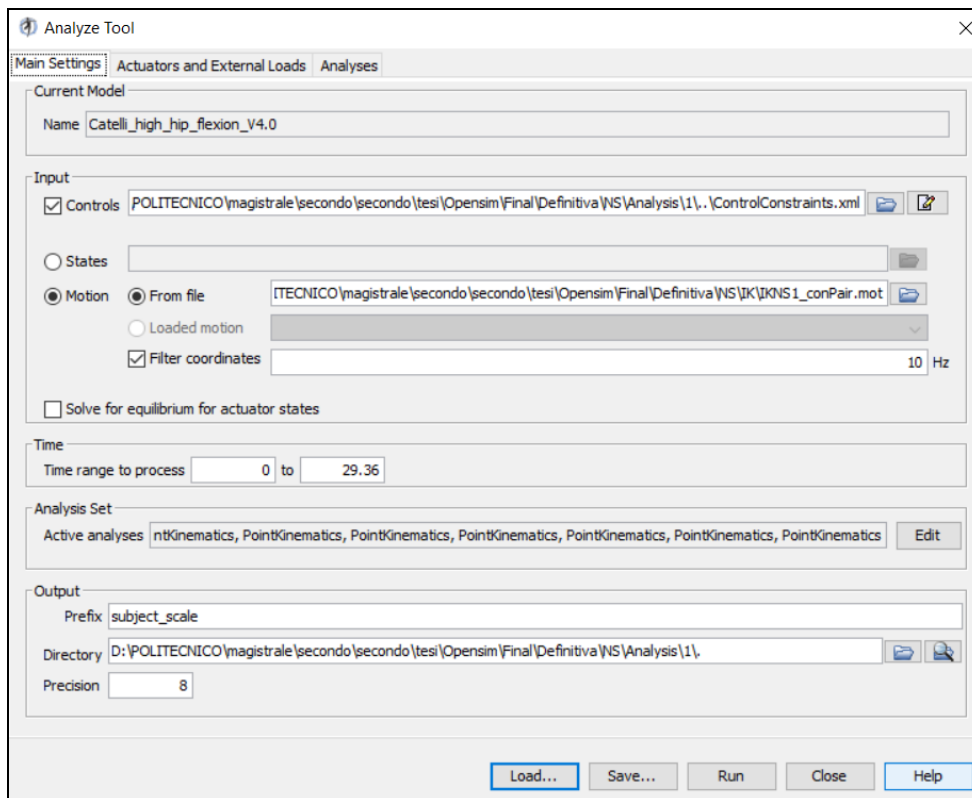 Analyze Tool
Main Settings Actuators and External Loads Analyses
Current Model
Name Catelli_high_hip_flexion_V4.0
Input
Controls POLITECNICO\magistrale\secondo\secondo\tesi\Opensim\Final\Definitiva\NS\Analysis\1\..\ControlConstraints.xml
States
Motion From file ITECNICO\magistrale\secondo\secondo\tesi\Opensim\Final\Definitiva\NS\IK\IKNS1_conPair.mot
Loaded motion
Filter coordinates 10 Hz
Solve for equilibrium for actuator states
Time
Time range to process 0 to 29.36
Analysis Set
Active analyses ntKinematics, PointKinematics, PointKinematics, PointKinematics, PointKinematics, PointKinematics, PointKinematics Edit
Output
Prefix subject_scale
Directory D:\POLITECNICO\magistrale\secondo\secondo\tesi\Opensim\Final\Definitiva\NS\Analysis\1\.
Precision 8
Load... Save... Run Close Help